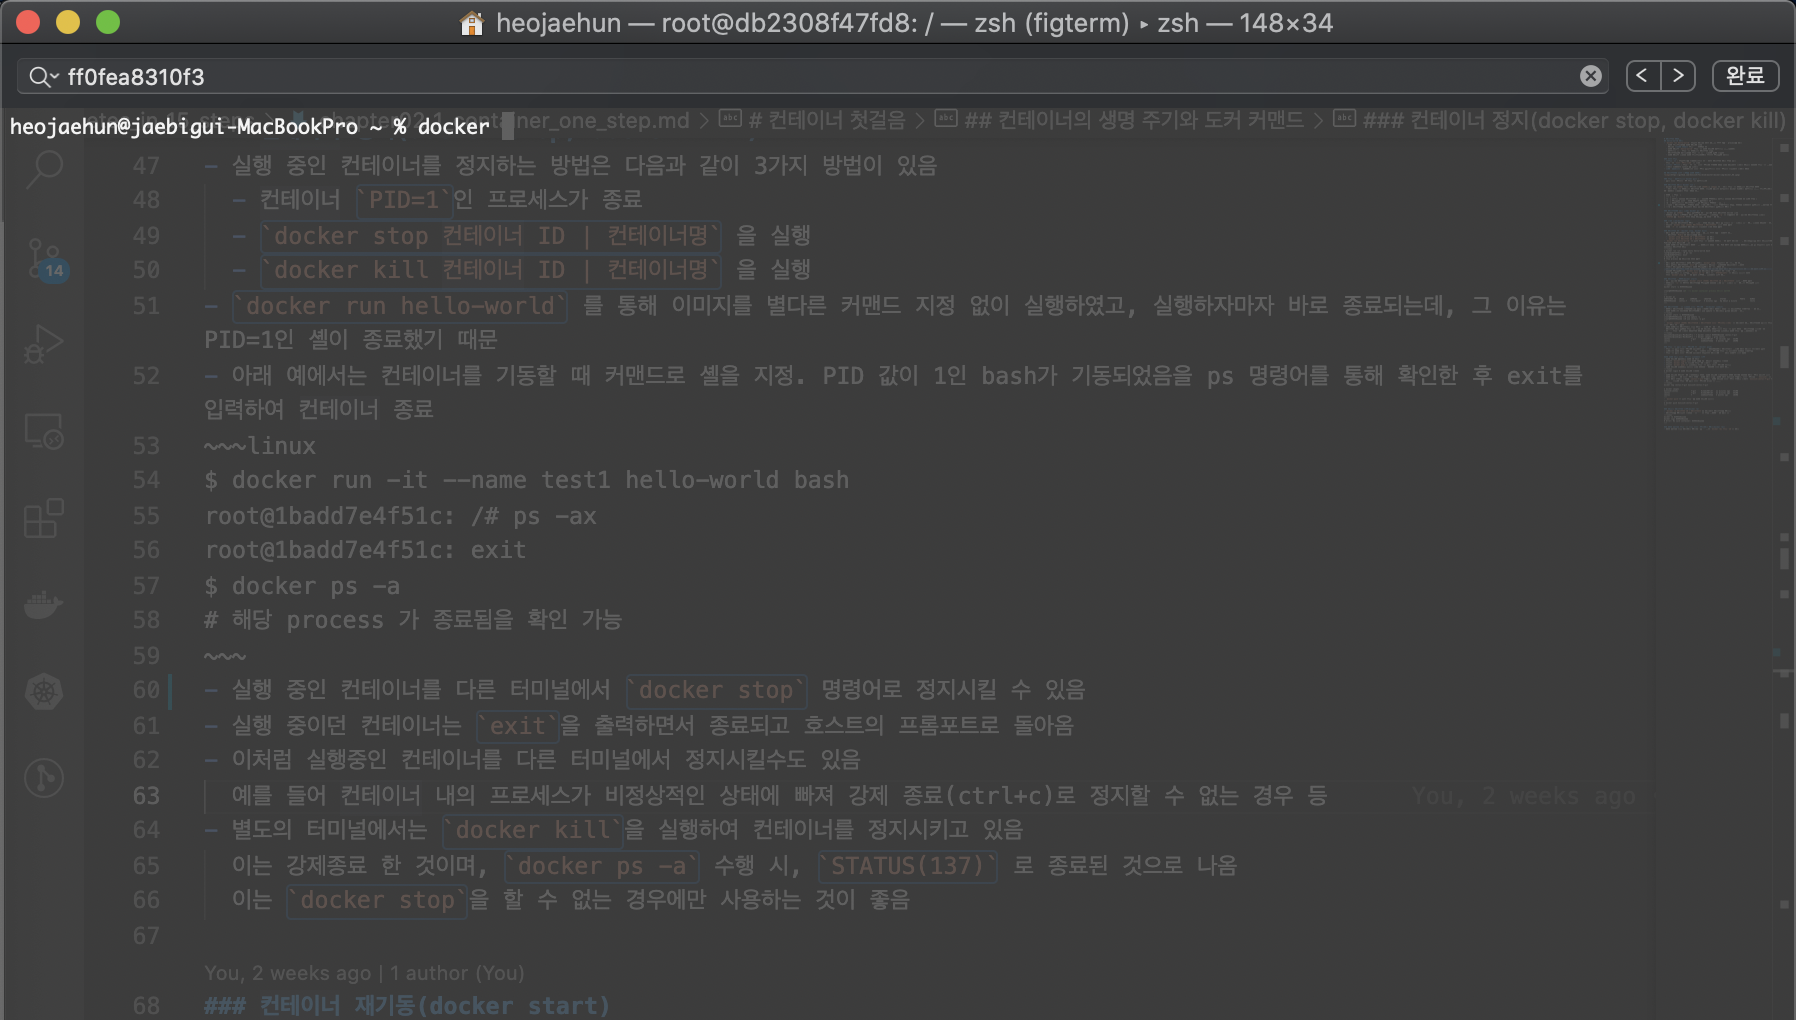 heojaehun — root@db2308f47fd8: / — zsh (figterm) ▸ zsh — 148×34
ff0fea8310f3
완료
heojaehun@jaebigui-MacBookPro ~ % docker
iner_one_step.md > # 컨테이너 첫걸음 > ## 컨테이너의 생명 주기와 도커 커맨드 > ### 컨테이너 정지(docker stop, docker kill)
14
47 - 실행 중인 컨테이너를 정지하는 방법은 다음과 같이 3가지 방법이 있음
48 - 컨테이너 `PID=1`인 프로세스가 종료
49 - `docker stop 컨테이너 ID | 컨테이너명` 을 실행
50 - `docker kill 컨테이너 ID | 컨테이너명` 을 실행
51 - `docker run hello-world` 를 통해 이미지를 별다른 커맨드 지정 없이 실행하였고, 실행하자마자 바로 종료되는데, 그 이유는
PID=1인 셸이 종료했기 때문
52 - 아래 예에서는 컨테이너를 기동할 때 커맨드로 셸을 지정. PID 값이 1인 bash가 기동되었음을 ps 명령어를 통해 확인한 후 exit를
입력하여 컨테이너 종료
53 ~~~linux
54 $ docker run -it --name test1 hello-world bash
55 root@1badd7e4f51c: /# ps -ax
56 root@1badd7e4f51c: exit
57 $ docker ps -a
58 # 해당 process 가 종료됨을 확인 가능
59 ~~~
60 - 실행 중인 컨테이너를 다른 터미널에서 `docker stop` 명령어로 정지시킬 수 있음
61 - 실행 중이던 컨테이너는 `exit`을 출력하면서 종료되고 호스트의 프롬포트로 돌아옴
62 - 이처럼 실행중인 컨테이너를 다른 터미널에서 정지시킬수도 있음
63 예를 들어 컨테이너 내의 프로세스가 비정상적인 상태에 빠져 강제 종료(ctrl+c)로 정지할 수 없는 경우 등 You, 2 weeks ago
64 - 별도의 터미널에서는 `docker kill`을 실행하여 컨테이너를 정지시키고 있음
65 이는 강제종료 한 것이며, `docker ps -a` 수행 시, `STATUS(137)` 로 종료된 것으로 나옴
66 이는 `docker stop`을 할 수 없는 경우에만 사용하는 것이 좋음
67
You, 2 weeks ago | 1 author (You)
68 ### 컨테이너 재기동(docker start)